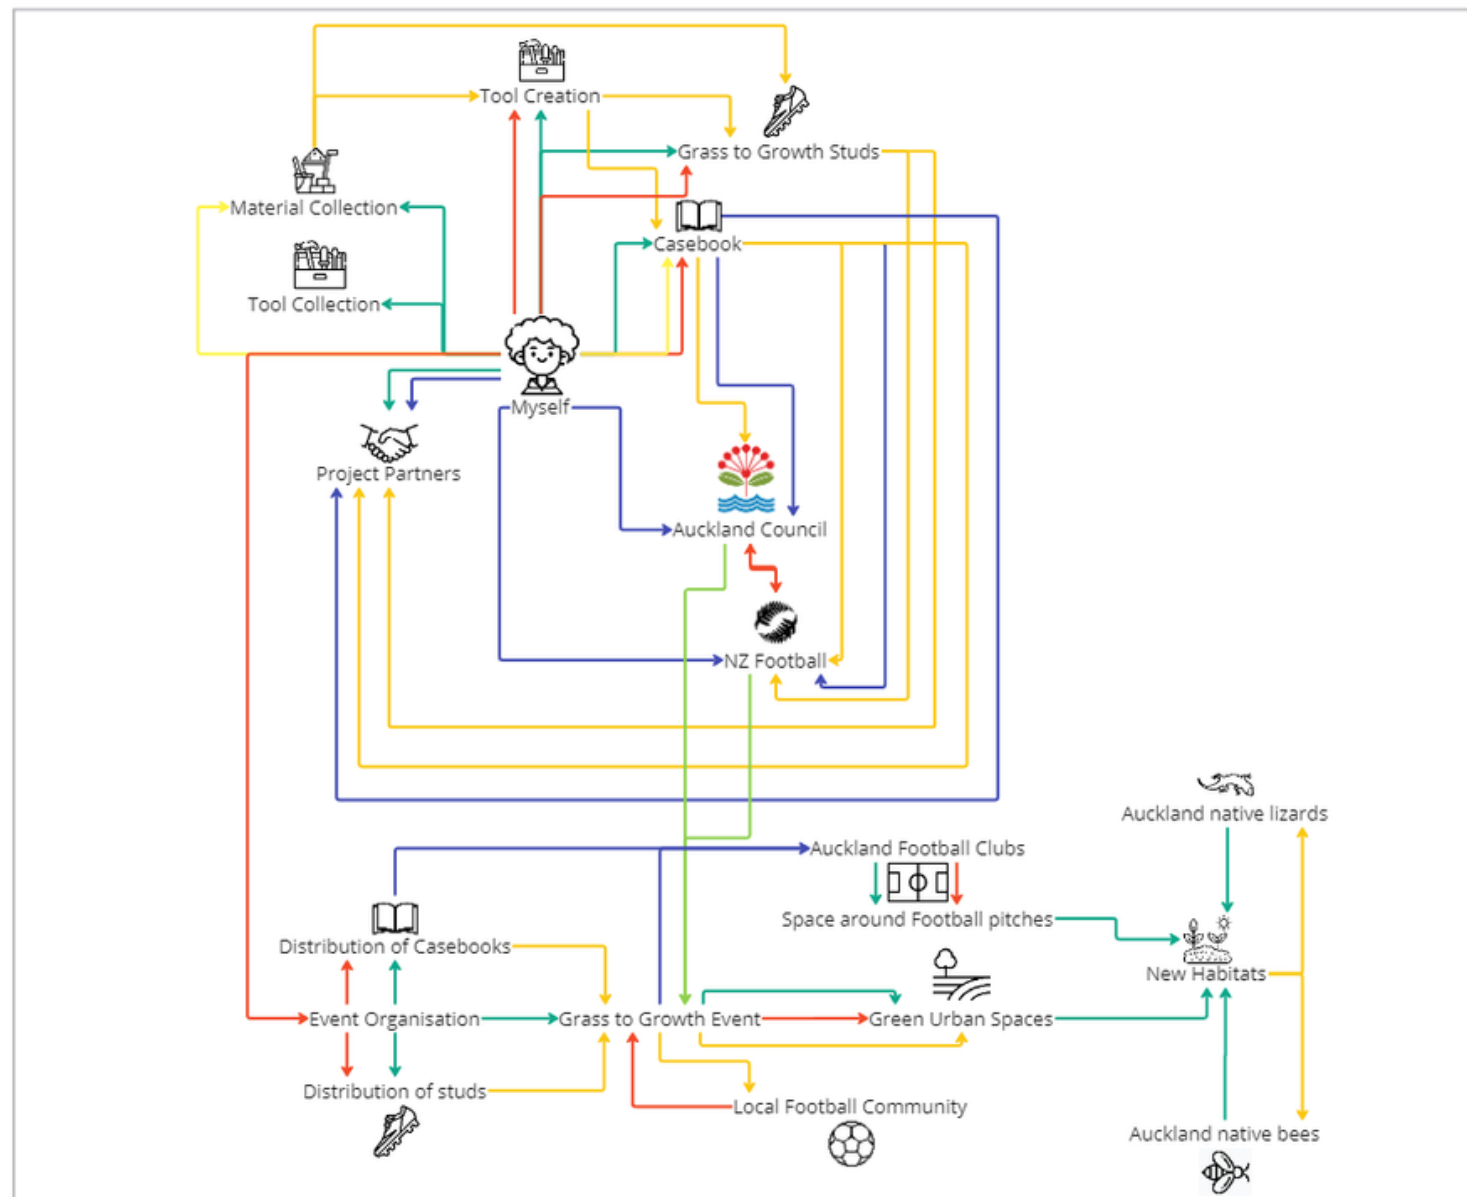 Tool Creation
Grass to Growth Studs
Material Collection
Casebook
Tool Collection
Myself
Project Partners
Auckland Council
NZ Football
Auckland native lizards
Auckland Football Clubs
Space around Football pitches
Distribution of Casebooks
New Habitats
Event Organisation
Grass to Growth Event
Green Urban Spaces
Distribution of studs
Local Football Community
Auckland native bees